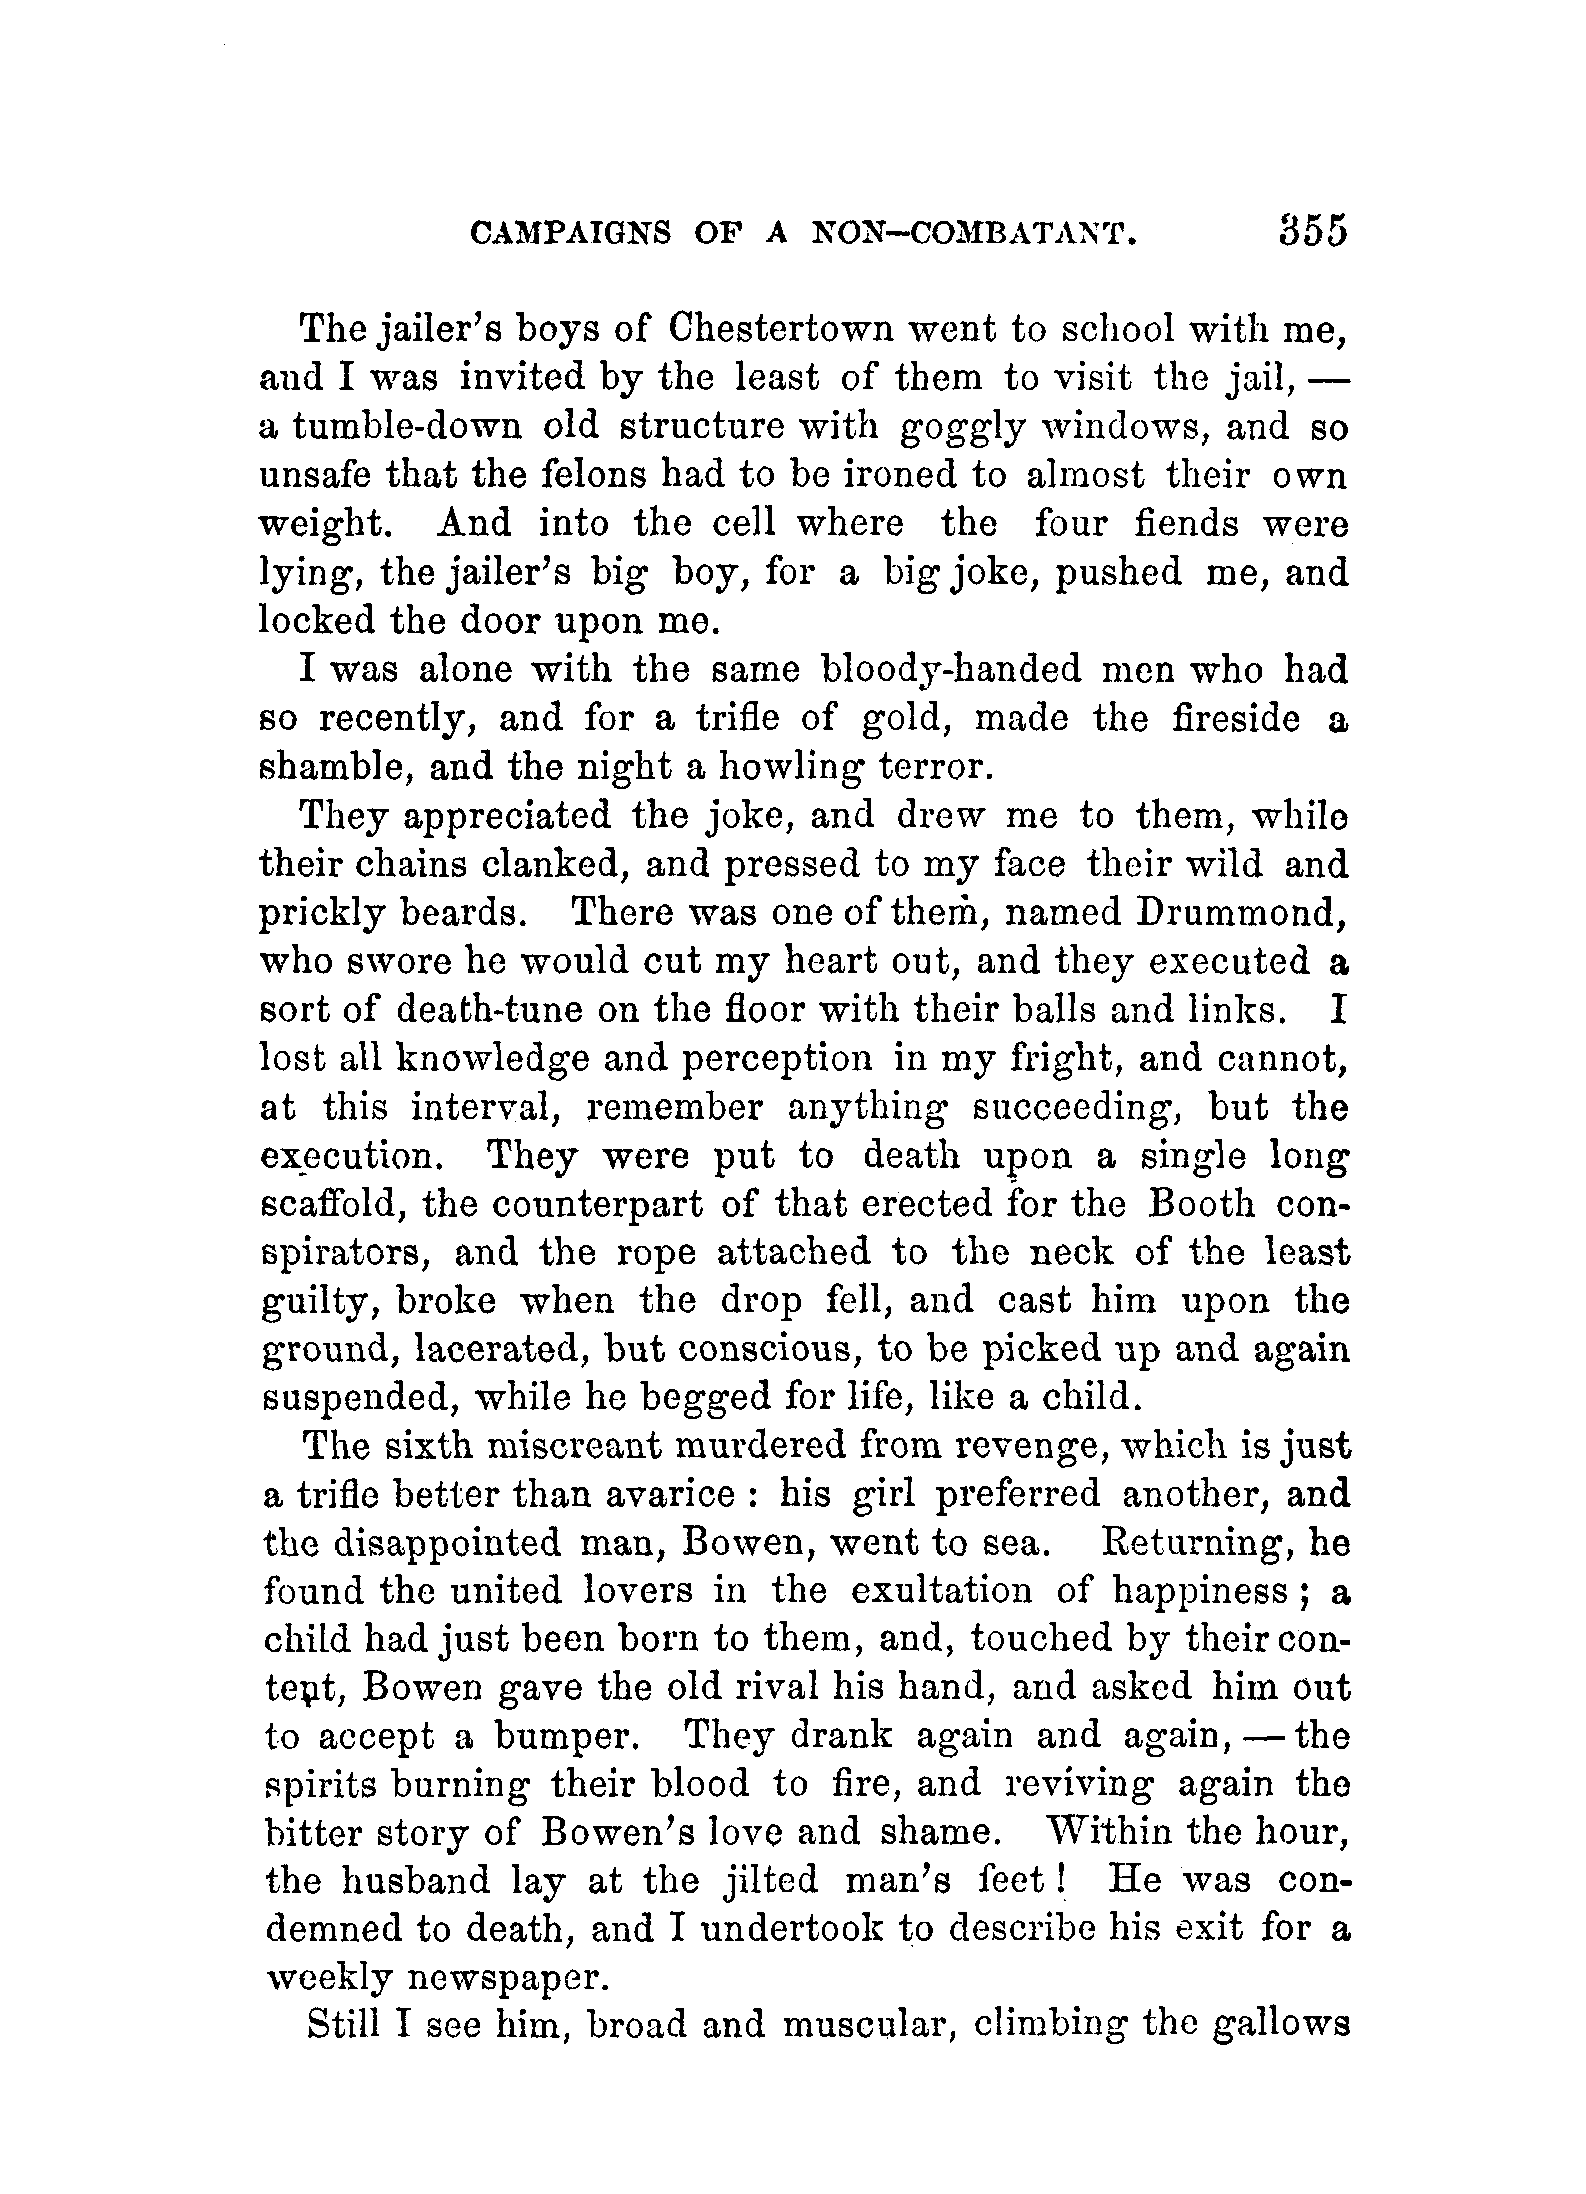 CAMPAIGNS OF A NON-COMBATANT. 355
The jailer's boys of Chestertown went to school with me,
and I was invited by the least of them to visit the jail, —
a tumble-down old structure with goggly windows, and so
unsafe that the felons had to be ironed to almost their own
weight. And into the cell where the four fiends were
lying, the jailer's big boy, for a big joke, pushed me, and
locked the door upon me.
I was alone with the same bloody-handed men who had
so recently, and for a trifle of gold, made the fireside a
shamble, and the night a howling terror.
They appreciated the joke, and drew me to them, while
their chains clanked, and pressed to my face their wild and
prickly beards. There was one of them, named Drummond,
who swore he would cut my heart out, and they executed a
sort of death-tune on the floor with their balls and links. I
lost all knowledge and perception in my fright, and cannot,
at this interval, remember anything succeeding, but the
execution. They were put to death upon a single long
scaffold, the counterpart of that erected for the Booth con-
spirators, and the rope attached to the neck of the least
guilty, broke when the drop fell, and cast him upon the
ground, lacerated, but conscious, to be picked up and again
suspended, while he begged for life, like a child.
The sixth miscreant murdered from revenge, which is just
a trifle better than avarice : his girl preferred another, and
the disappointed man, Bowen, went to sea. Returning, he
found the united lovers in the exultation of happiness ; a
child had just been born to them, and, touched by their con-
tent, Bowen gave the old rival his hand, and asked him out
to accept a bumper. They drank again and again, — the
spirits burning their blood to fire, and reviving again the
bitter story of Bowen's love and shame. Within the hour,
the husband lay at the jilted man's feet ! He was con-
demned to death, and I undertook to describe his exit for a
weekly newspaper.
Still I see him, broad and muscular, climbing the gallows